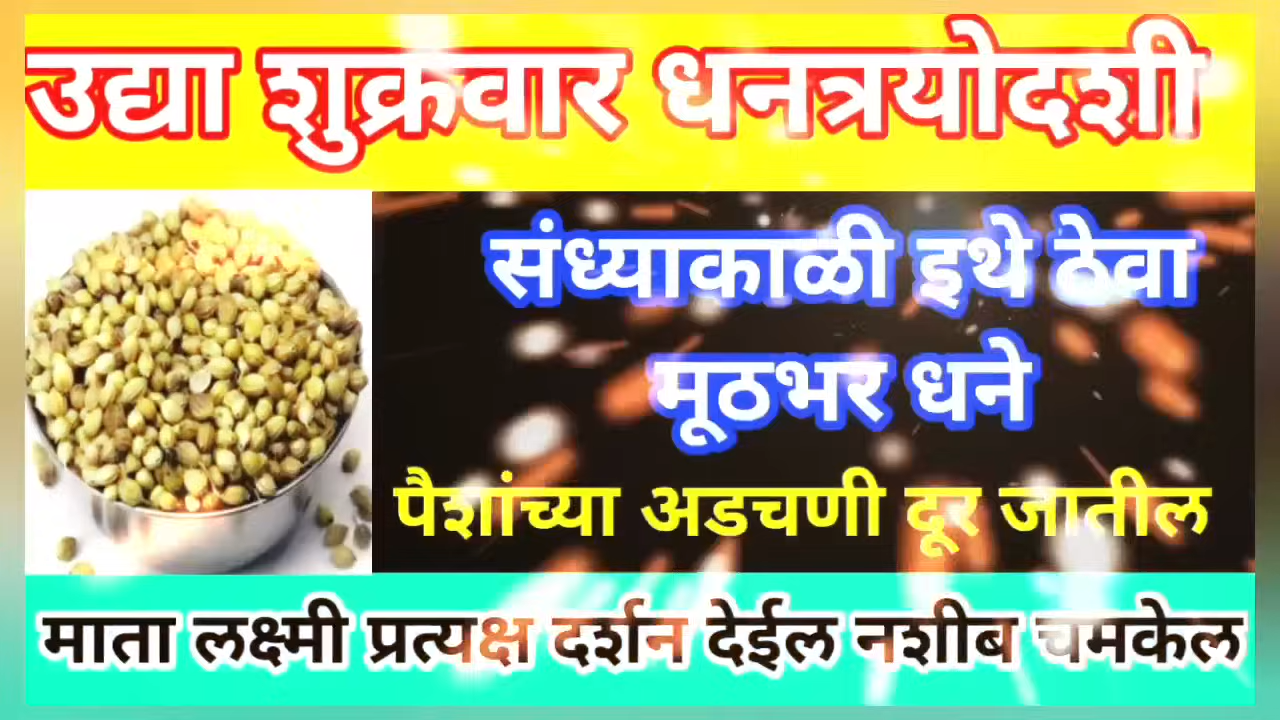 उद्या शुक्रवार धनत्रयोदशी
संध्याकाळी इथे ठेवा
मूठभर धने
पैशांच्या अडचणी दूर जातील
माता लक्ष्मी प्रत्यक्ष दर्शन देईल नशीब चमकेल